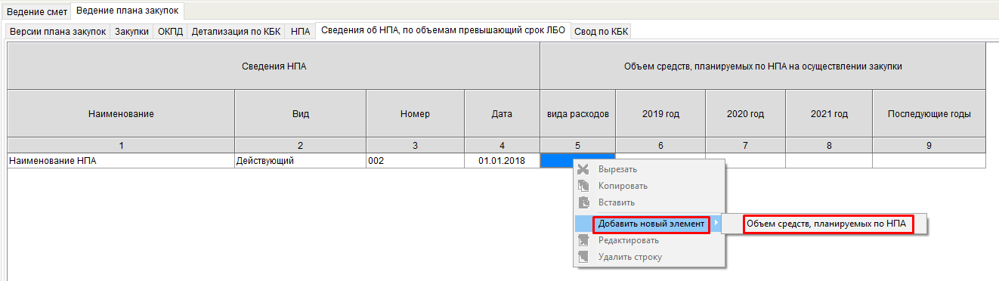 Ведение смет Ведение плана закупок
Версии плана закупок Закупки ОКПД Детализация по КБК НПА Сведения об НПА, по объемам превышающий срок ЛБО Свод по КБК
Сведения НПА Объем средств, планируемых по НПА на осуществлении закупки
Наименование Вид Номер Дата вида расходов 2019 год 2020 год 2021 год Последующие годы
1 2 3 4 5 6 7 8 9
Наименование НПА Действующий 002 01.01.2018
Вырезать
Копировать
Вставить
Добавить новый элемент Объем средств, планируемых по НПА
Редактировать
Удалить строку